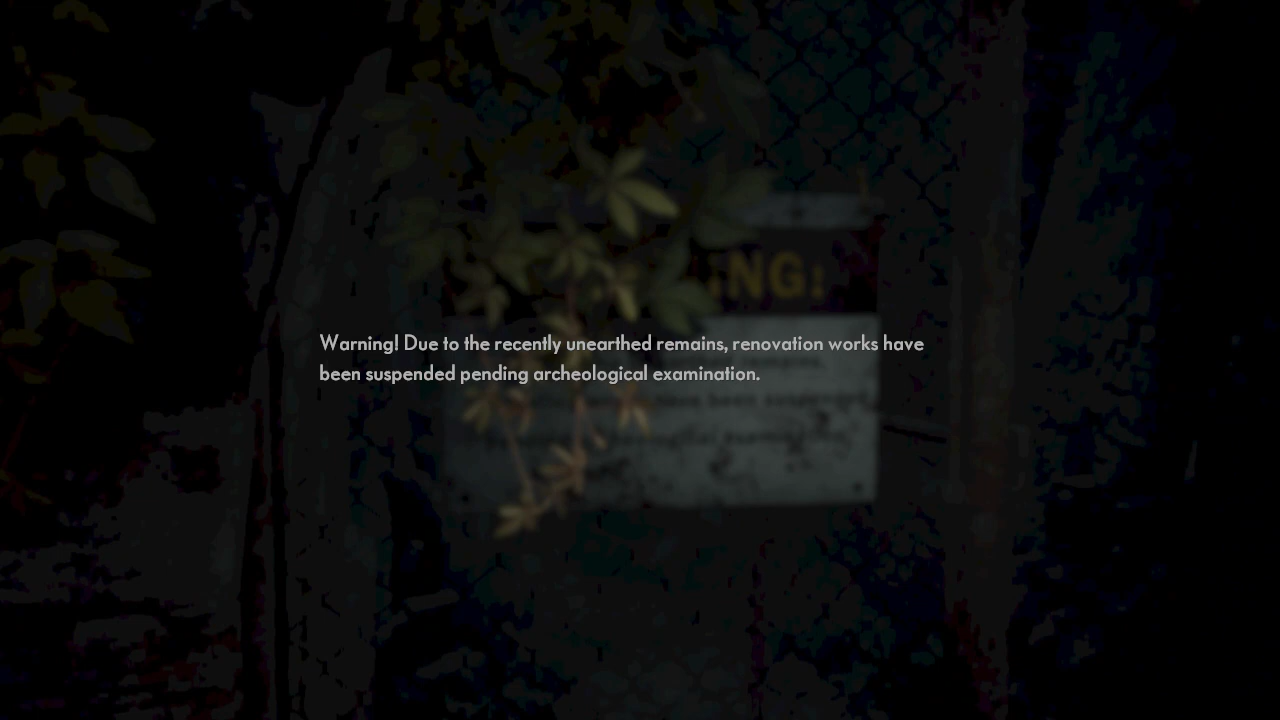 NG!
Warning! Due to the recently unearthed remains, renovation works have
been suspended pending archeological examination.